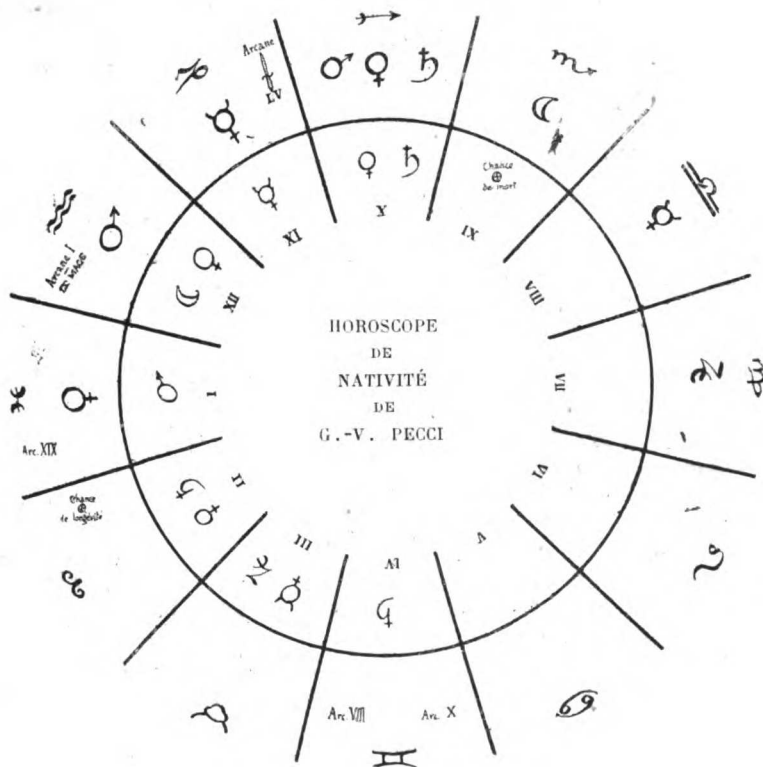 Arcane
LV
Chance
de mort
Arcane I
HOROSCOPE
DE
NATIVITÉ
DE
G.-V. PECCI
Arc. XIX
Chance
de longévité
Arc. VIII
Arc. X
I
II
III
IV
V
VI
VII
VIII
IX
X
XI
XII